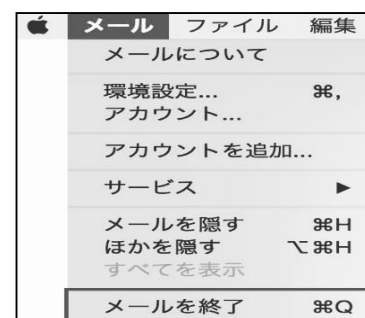 メール ファイル 編集
メールについて
環境設定... ⌘,
アカウント...
アカウントを追加...
サービス ▶
メールを隠す ⌘H
ほかを隠す ⌥⌘H
すべてを表示
メールを終了 ⌘Q